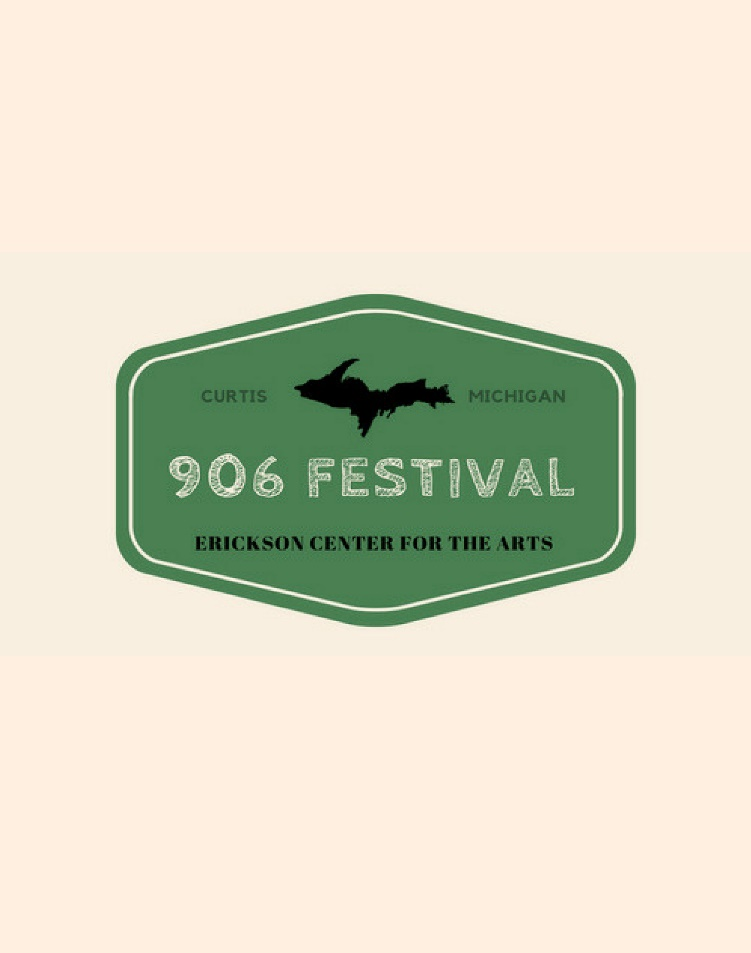 CURTIS MICHIGAN
906 FESTIVAL
ERICKSON CENTER FOR THE ARTS